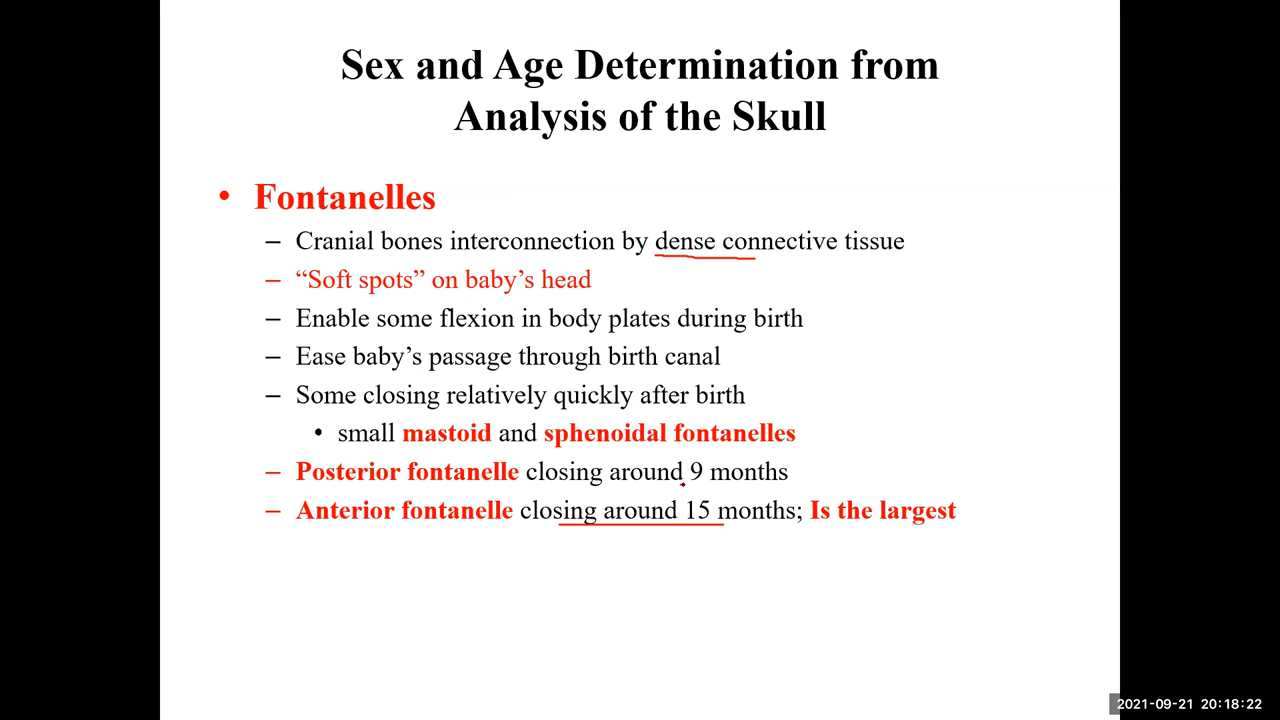 Sex and Age Determination from
Analysis of the Skull
• Fontanelles
– Cranial bones interconnection by dense connective tissue
– “Soft spots” on baby’s head
– Enable some flexion in body plates during birth
– Ease baby’s passage through birth canal
– Some closing relatively quickly after birth
• small mastoid and sphenoidal fontanelles
– Posterior fontanelle closing around 9 months
– Anterior fontanelle closing around 15 months; Is the largest
2021-09-21 20:18:22